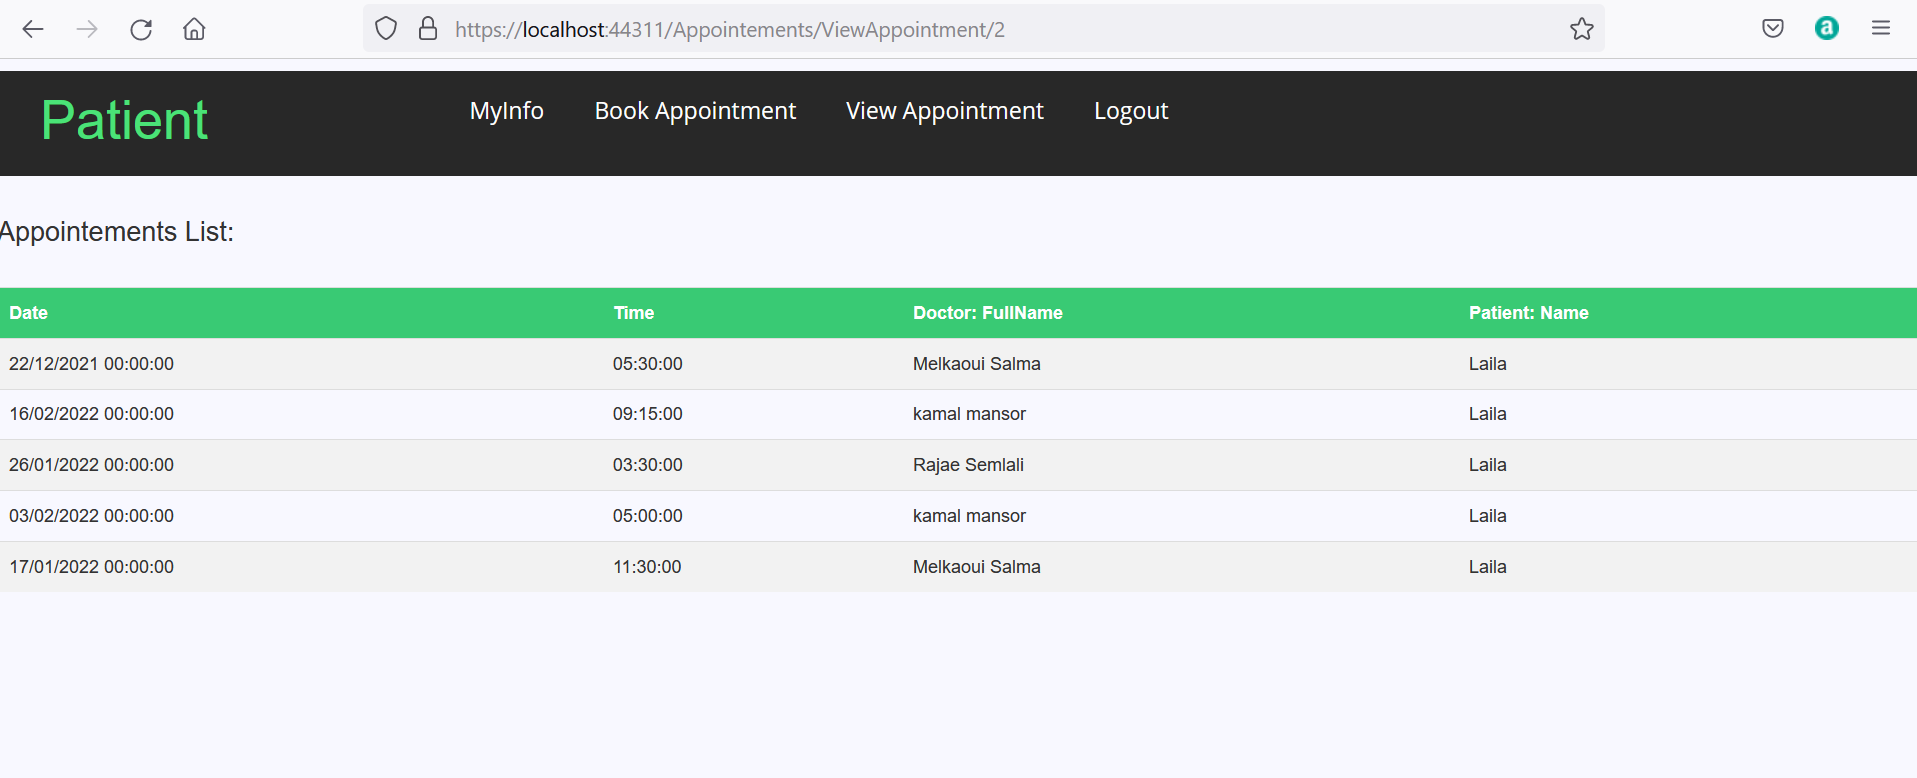 https://localhost:44311/Appointements/ViewAppointment/2
a
Patient MyInfo Book Appointment View Appointment Logout
Appointements List:
Date Time Doctor: FullName Patient: Name
22/12/2021 00:00:00 05:30:00 Melkaoui Salma Laila
16/02/2022 00:00:00 09:15:00 kamal mansor Laila
26/01/2022 00:00:00 03:30:00 Rajae Semlali Laila
03/02/2022 00:00:00 05:00:00 kamal mansor Laila
17/01/2022 00:00:00 11:30:00 Melkaoui Salma Laila